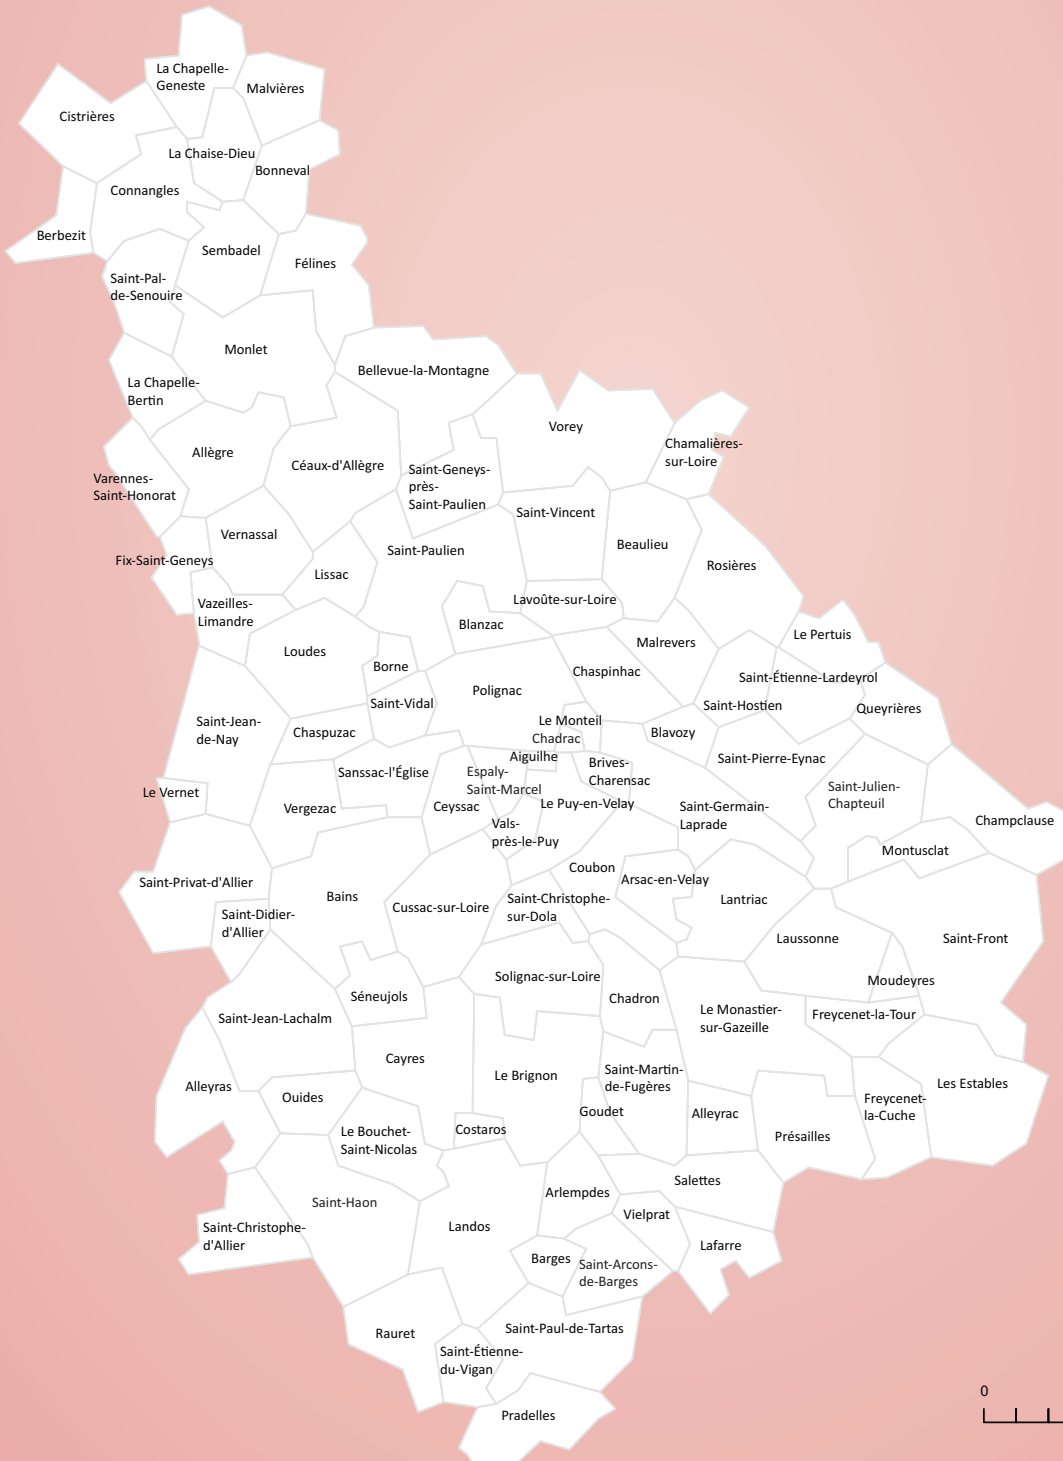 La Chapelle-
Geneste
Malvières
Cistrières
La Chaise-Dieu
Bonneval
Connangles
Berbezit
Sembadel
Félines
Saint-Pal-
de-Senouire
Monlet
Bellevue-la-Montagne
La Chapelle-
Bertin
Vorey
Chamalières-
sur-Loire
Allègre
Céaux-d'Allègre
Saint-Geneys-
près-
Saint-Paulien
Varennes-
Saint-Honorat
Saint-Vincent
Vernassal
Beaulieu
Saint-Paulien
Fix-Saint-Geneys
Rosières
Lissac
Lavoûte-sur-Loire
Vazeilles-
Limandre
Blanzac
Le Pertuis
Malrevers
Loudes
Borne
Chaspinhac
Saint-Étienne-Lardeyrol
Polignac
Saint-Vidal
Saint-Hostien
Queyrières
Saint-Jean-
de-Nay
Chaspuzac
Le Monteil
Chadrac
Blavozy
Aiguilhe
Saint-Pierre-Eynac
Sanssac-l'Église
Espaly-
Saint-Marcel
Brives-
Charensac
Le Vernet
Saint-Julien-
Chapteuil
Vergezac
Ceyssac
Le Puy-en-Velay
Saint-Germain-
Laprade
Champclause
Vals-
près-le-Puy
Montusclat
Coubon
Saint-Privat-d'Allier
Arsac-en-Velay
Bains
Cussac-sur-Loire
Saint-Christophe-
sur-Dola
Lantriac
Saint-Didier-
d'Allier
Laussonne
Saint-Front
Solignac-sur-Loire
Moudeyres
Séneujols
Chadron
Saint-Jean-Lachalm
Le Monastier-
sur-Gazeille
Freycenet-la-Tour
Cayres
Le Brignon
Saint-Martin-
de-Fugères
Alleyras
Les Estables
Ouides
Freycenet-
la-Cuche
Goudet
Alleyrac
Costaros
Le Bouchet-
Saint-Nicolas
Présailles
Salettes
Arlempdes
Saint-Haon
Vielprat
Landos
Saint-Christophe-
d'Allier
Lafarre
Barges
Saint-Arcons-
de-Barges
Rauret
Saint-Paul-de-Tartas
Saint-Étienne-
du-Vigan
0
Pradelles